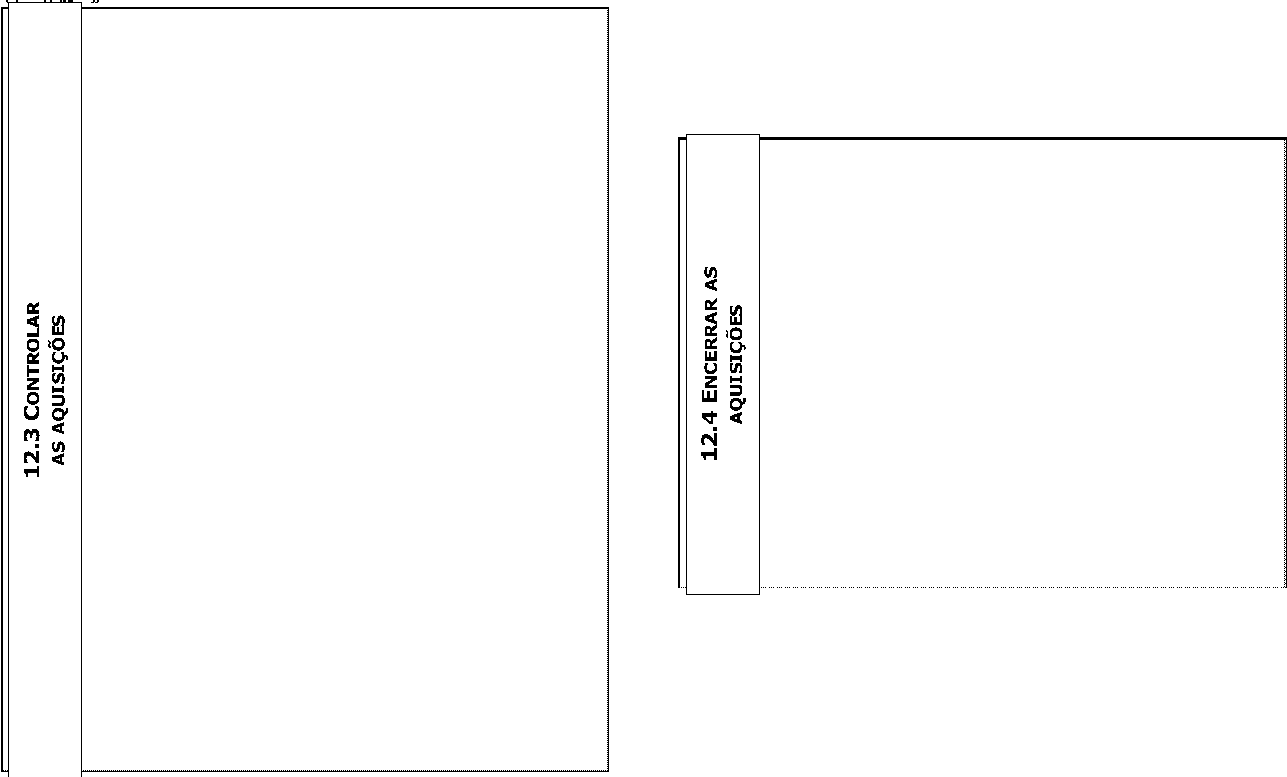 12.3 CONTROLAR
AS AQUISIÇÕES
12.4 ENCERRAR AS
AQUISIÇÕES